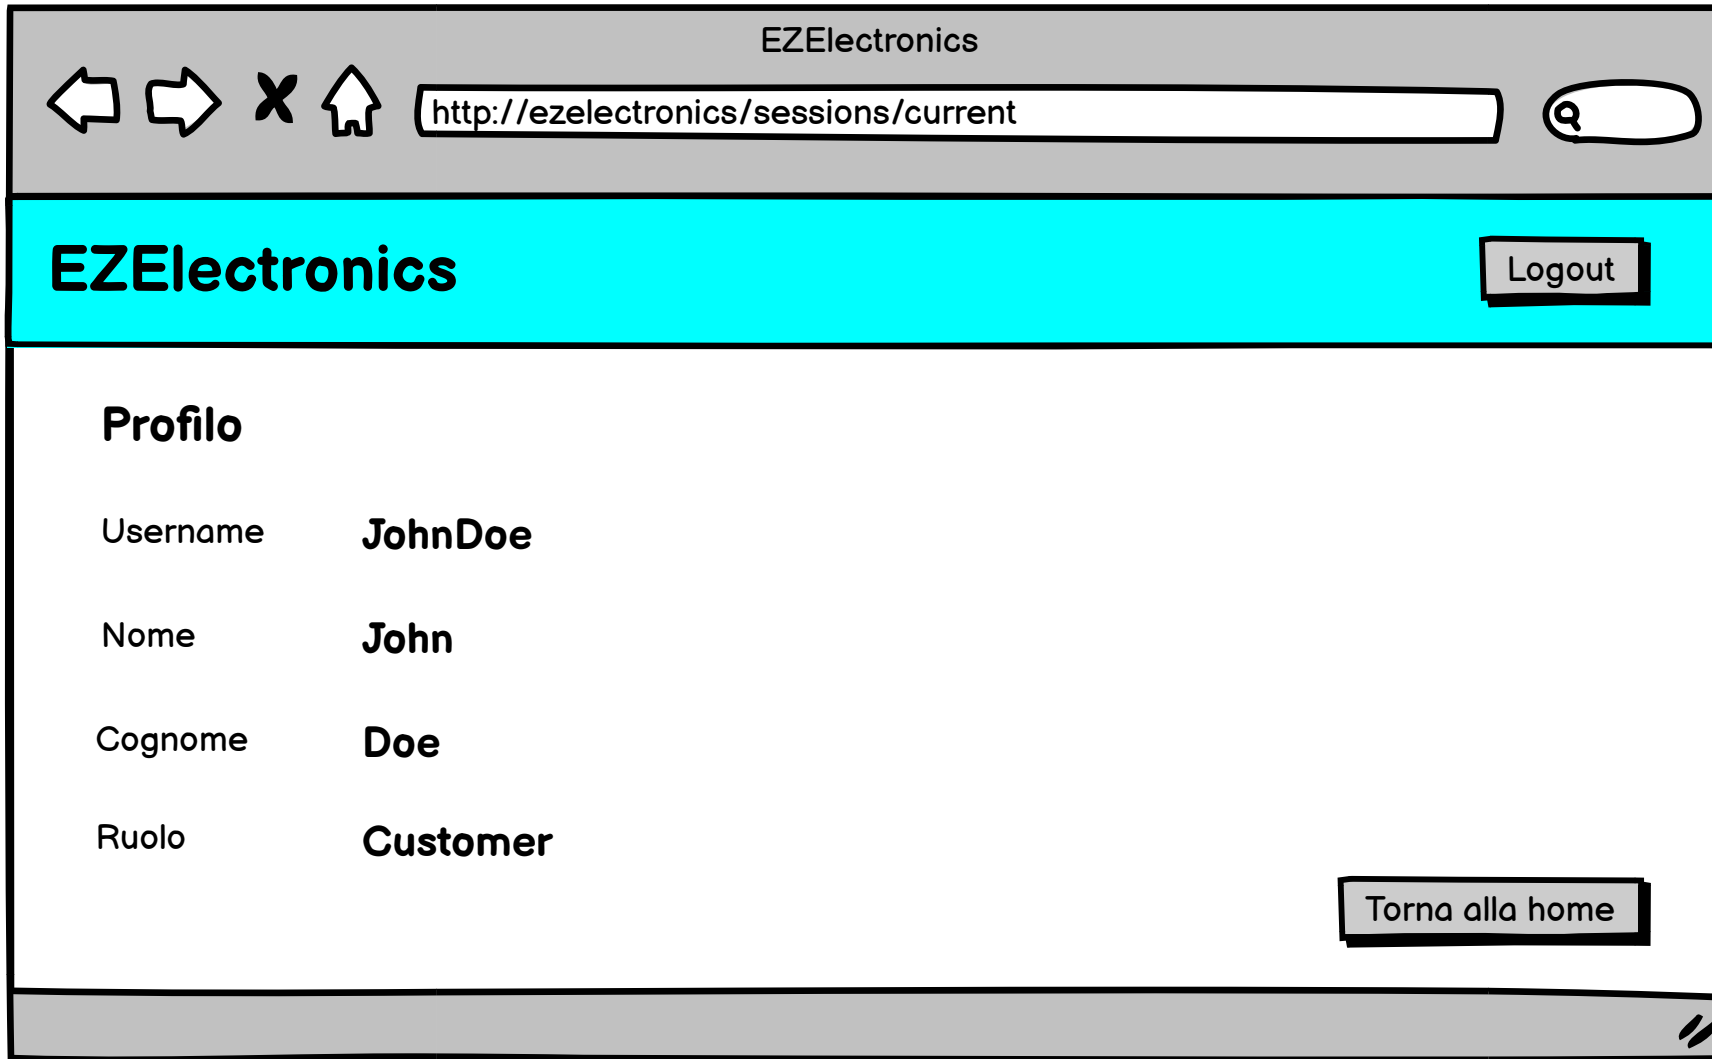 EZElectronics
http://ezelectronics/sessions/current
EZElectronics
Logout
Profilo
Username JohnDoe
Nome John
Cognome Doe
Ruolo Customer
Torna alla home